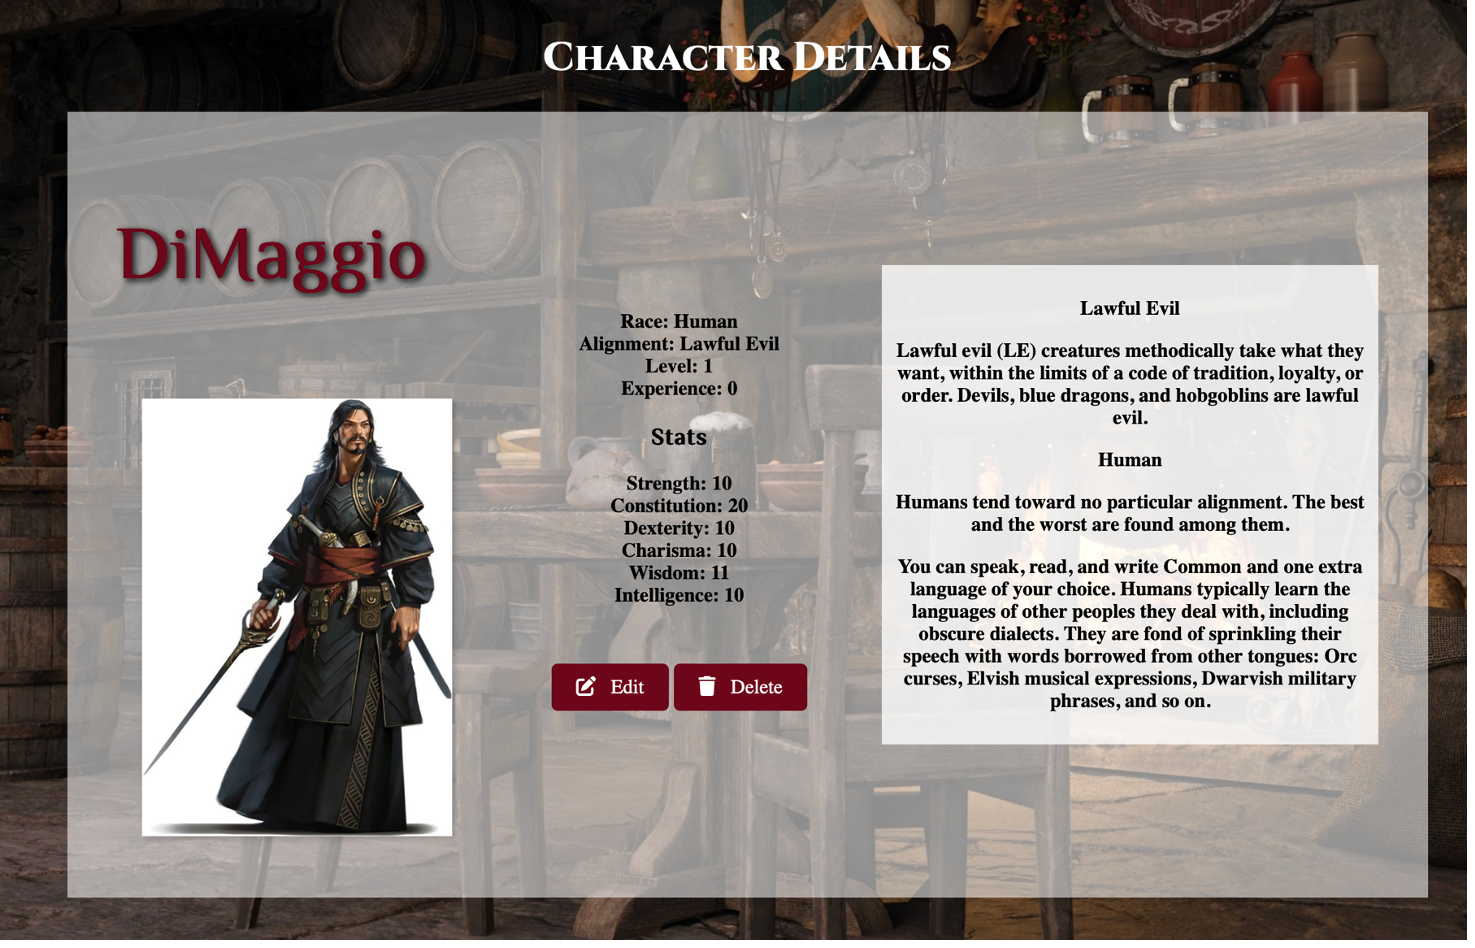 Character Details
DiMaggio
Race: Human
Alignment: Lawful Evil
Level: 1
Experience: 0
Stats
Strength: 10
Constitution: 20
Dexterity: 10
Charisma: 10
Wisdom: 11
Intelligence: 10
Edit
Delete
Lawful Evil
Lawful evil (LE) creatures methodically take what they
want, within the limits of a code of tradition, loyalty, or
order. Devils, blue dragons, and hobgoblins are lawful
evil.
Human
Humans tend toward no particular alignment. The best
and the worst are found among them.
You can speak, read, and write Common and one extra
language of your choice. Humans typically learn the
languages of other peoples they deal with, including
obscure dialects. They are fond of sprinkling their
speech with words borrowed from other tongues: Orc
curses, Elvish musical expressions, Dwarvish military
phrases, and so on.